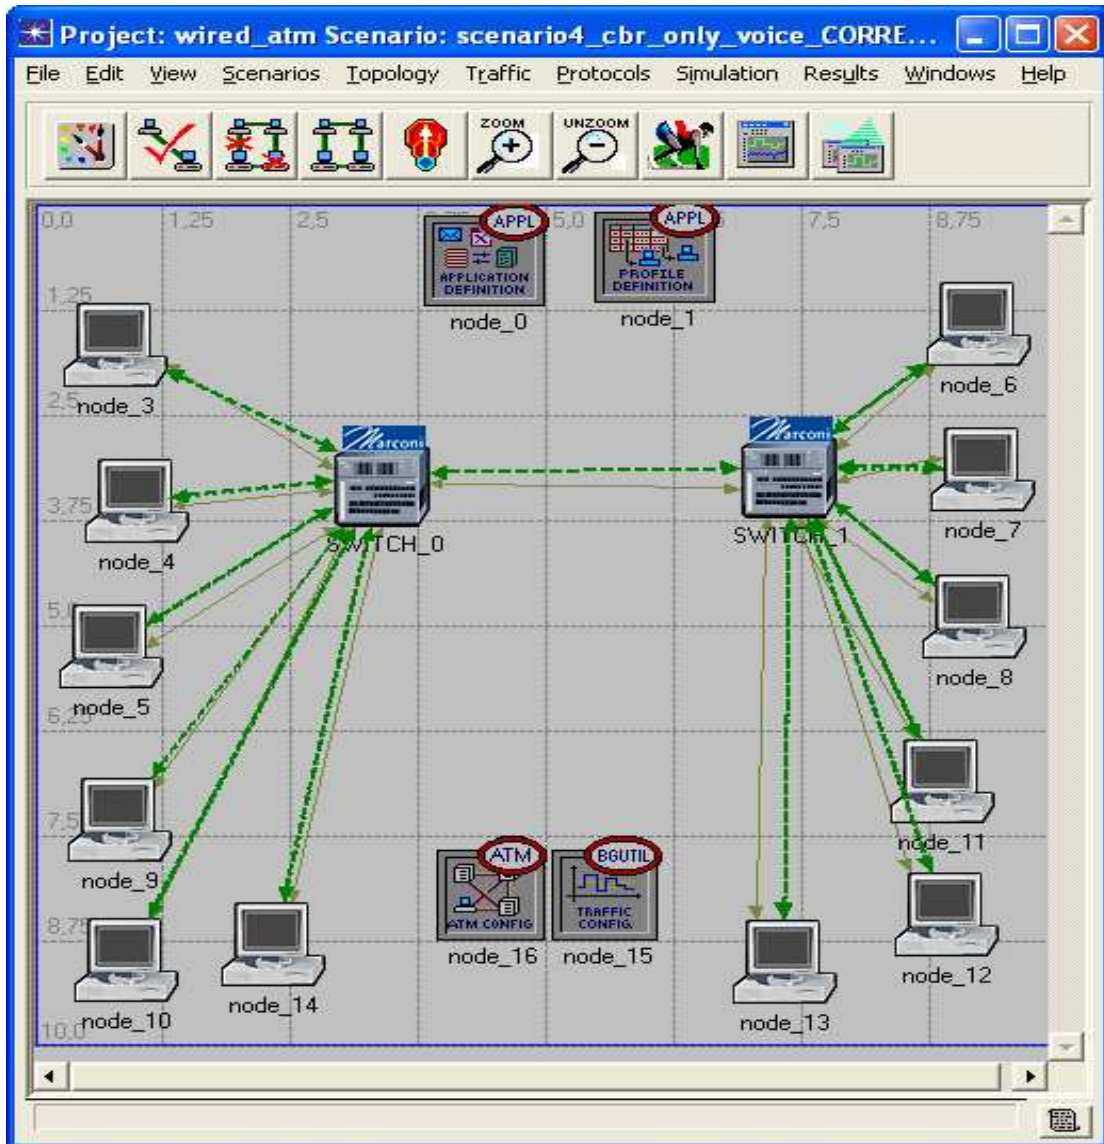 Project: wired_atm Scenario: scenario4_cbr_only_voice_CORRE...
File Edit View Scenarios Topology Traffic Protocols Simulation Results Windows Help
ZOOM UNZOOM
0,0 1,25 2,5 5,0 7,5 8,75
APPL APPL
APPLICATION DEFINITION
PROFILE DEFINITION
node_0 node_1
1,25
node_3
node_6
2,5
Marconi Marconi
3,75
node_4
SWITCH_0 SWITCH_1
node_7
5,0
node_5
node_8
6,25
7,5
node_9
node_11
ATM BGUTIL
ATM CONFIG
TRAFFIC CONFIG.
8,75
node_16 node_15
node_14
node_12
node_10
node_13
10,0